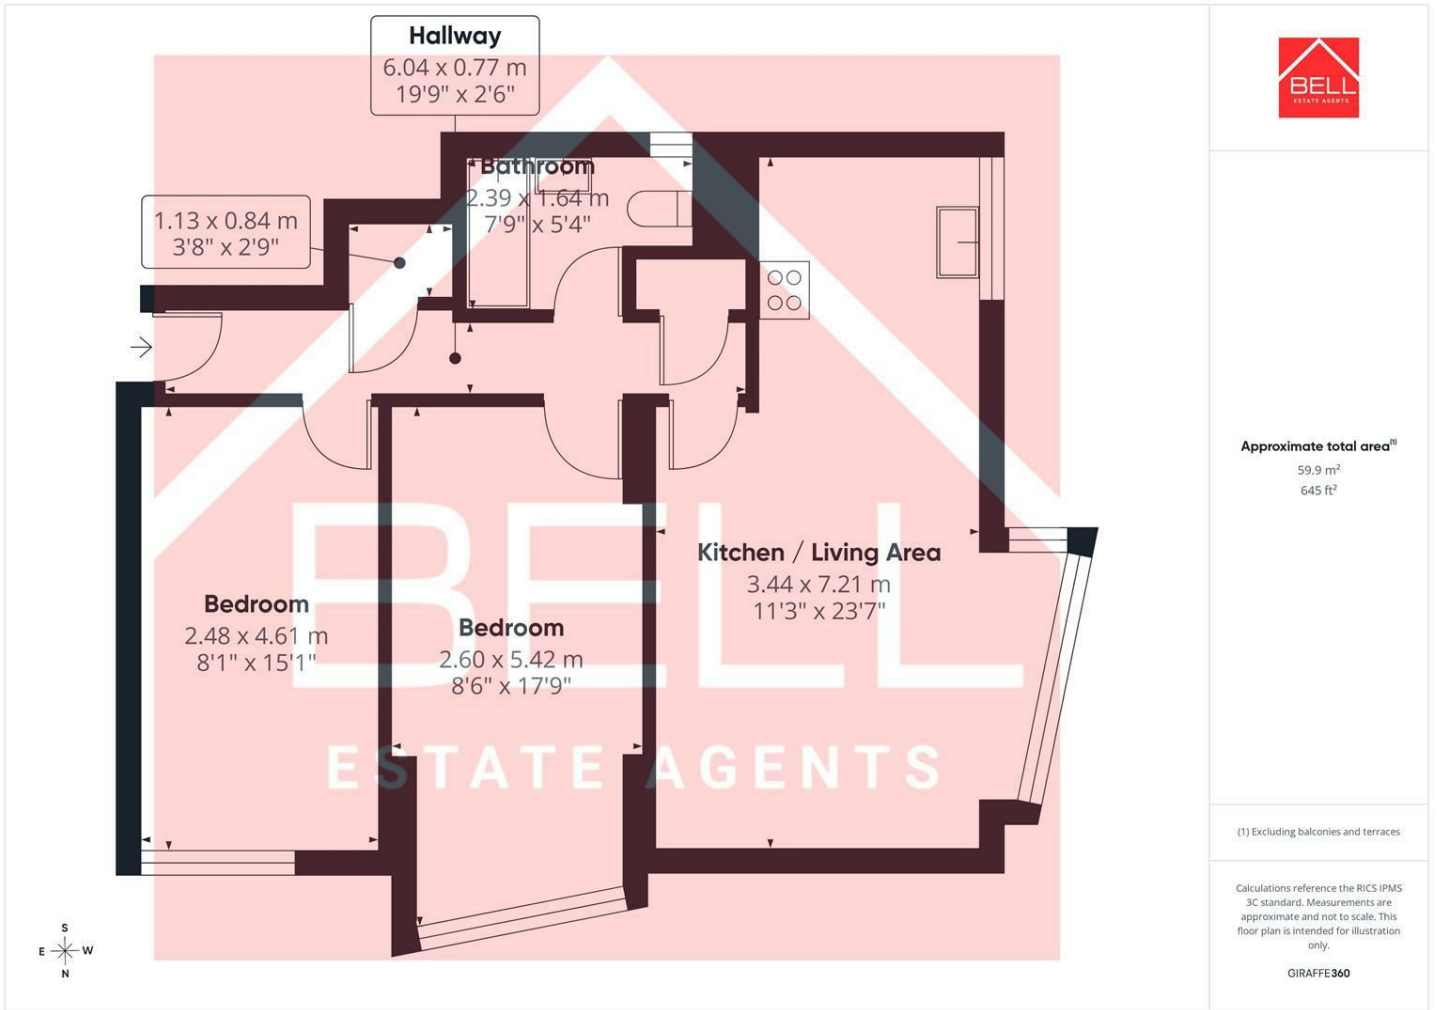 Hallway
6.04 x 0.77 m
19'9" x 2'6"
Bathroom
2.39 x 1.64 m
7'9" x 5'4"
1.13 x 0.84 m
3'8" x 2'9"
Kitchen / Living Area
3.44 x 7.21 m
11'3" x 23'7"
Bedroom
2.48 x 4.61 m
8'1" x 15'1"
Bedroom
2.60 x 5.42 m
8'6" x 17'9"
BELL
ESTATE AGENTS
S
E W
N
BELL
ESTATE AGENTS
Approximate total area(1)
59.9 m²
645 ft²
(1) Excluding balconies and terraces
Calculations reference the RICS IPMS
3C standard. Measurements are
approximate and not to scale. This
floor plan is intended for illustration
only.
GIRAFFE360